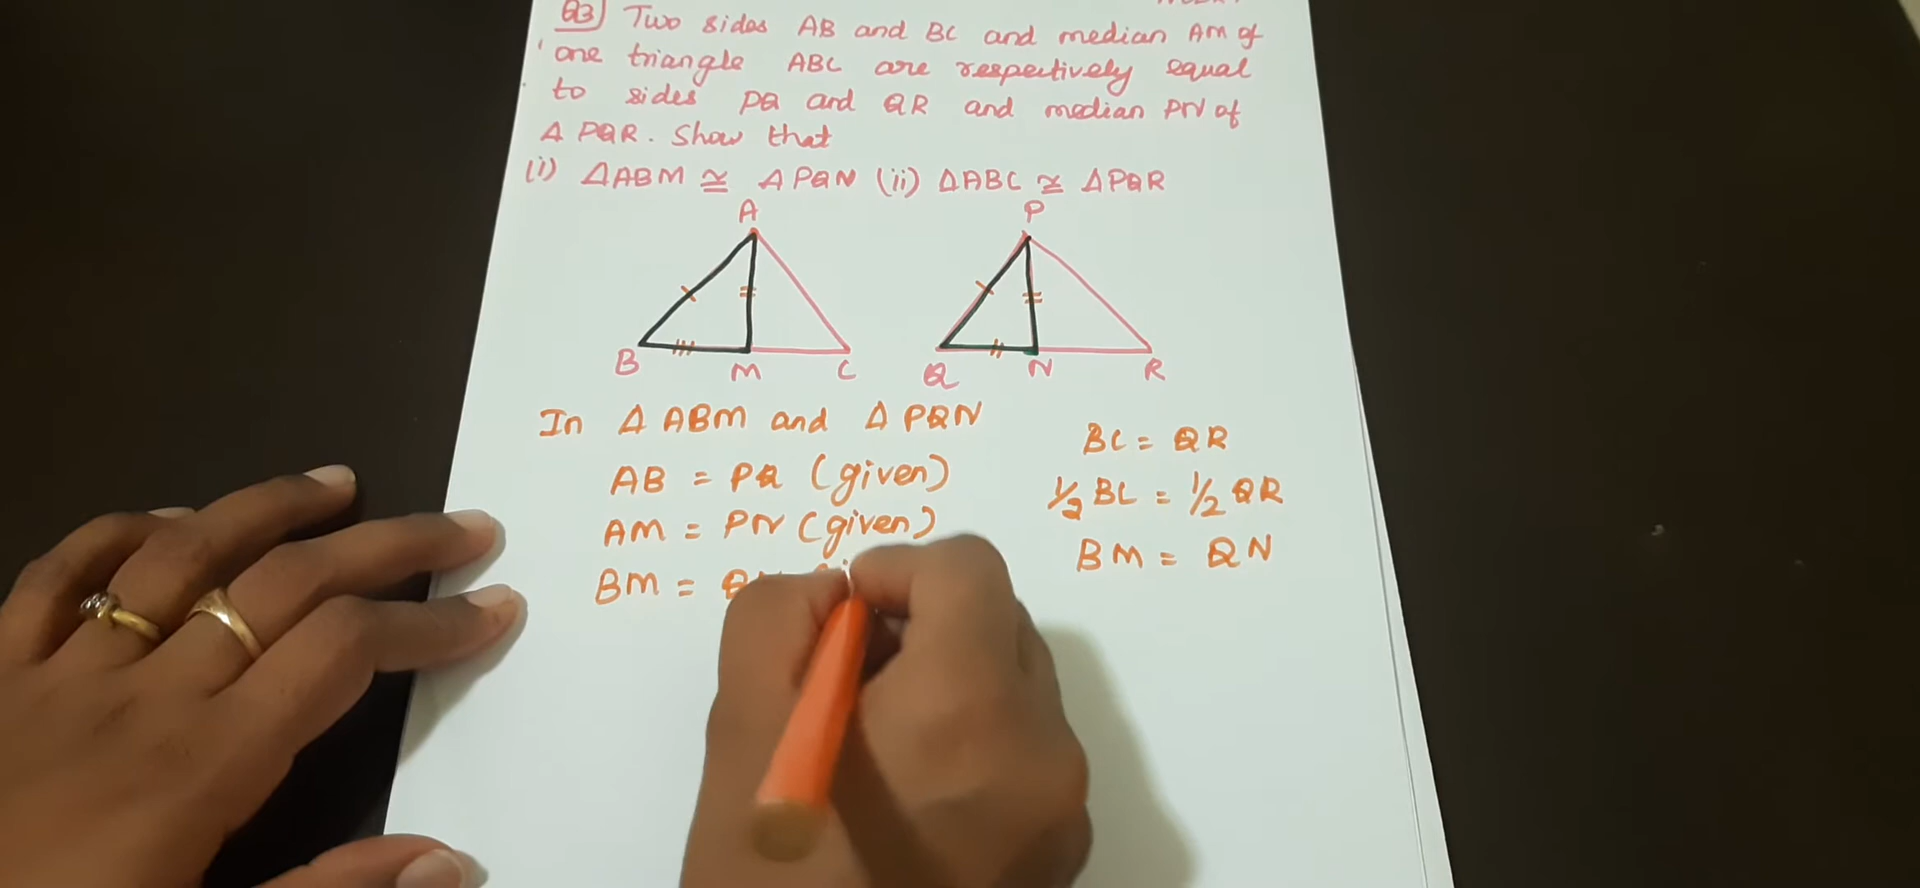 Q3) Two sides AB and BC and median AM of
one triangle ABC are respectively equal
to sides PQ and QR and median PN of
Δ PQR. Show that
(i) ΔABM ≅ Δ PQN (ii) ΔABC ≅ ΔPQR
A P
B M C Q N R
In Δ ABM and Δ PQN
AB = PQ (given)
AM = PN (given)
BM =
BC = QR
1/2 BC = 1/2 QR
BM = QN